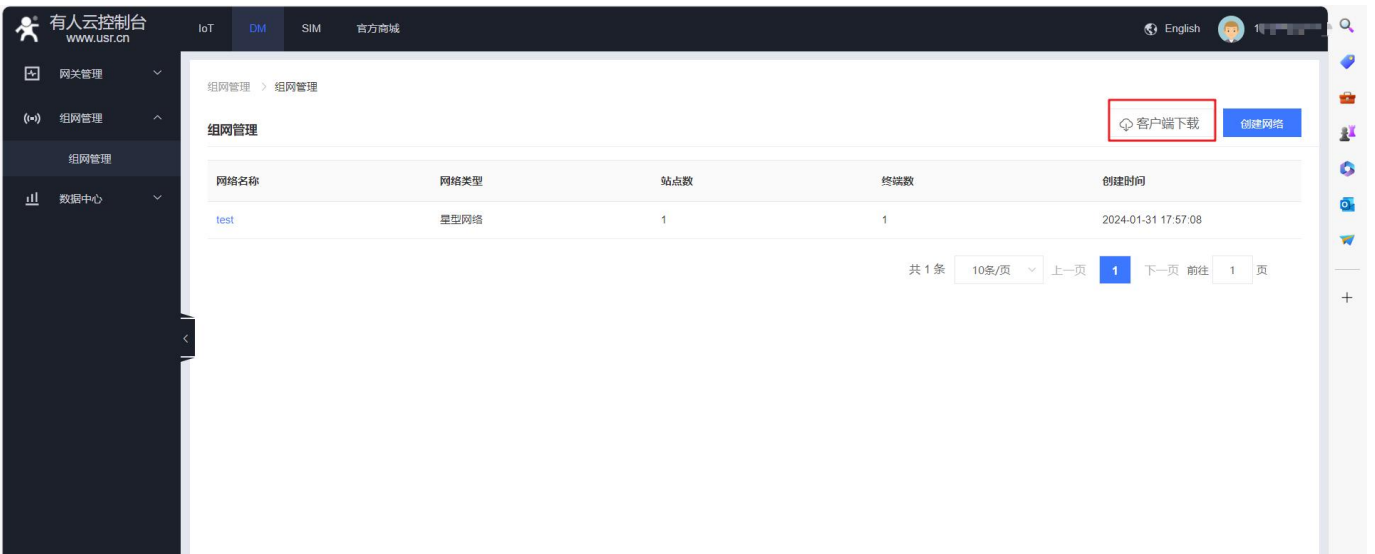 有人云控制台
www.usr.cn
IoT DM SIM 官方商城
English
网关管理
组网管理
组网管理
数据中心
组网管理 > 组网管理
组网管理
客户端下载 创建网络
网络名称 网络类型 站点数 终端数 创建时间
test 星型网络 1 1 2024-01-31 17:57:08
共 1 条 10条/页 上一页 1 下一页 前往 1 页